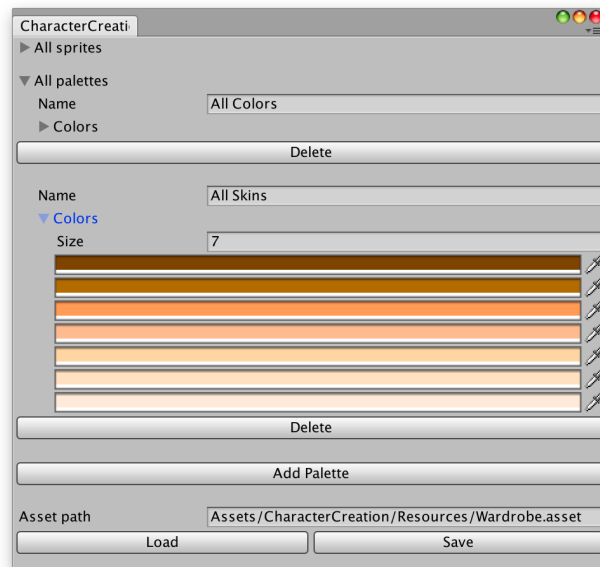 CharacterCreati
All sprites
All palettes
Name All Colors
Colors
Delete
Name All Skins
Colors
Size 7
Delete
Add Palette
Asset path Assets/CharacterCreation/Resources/Wardrobe.asset
Load Save